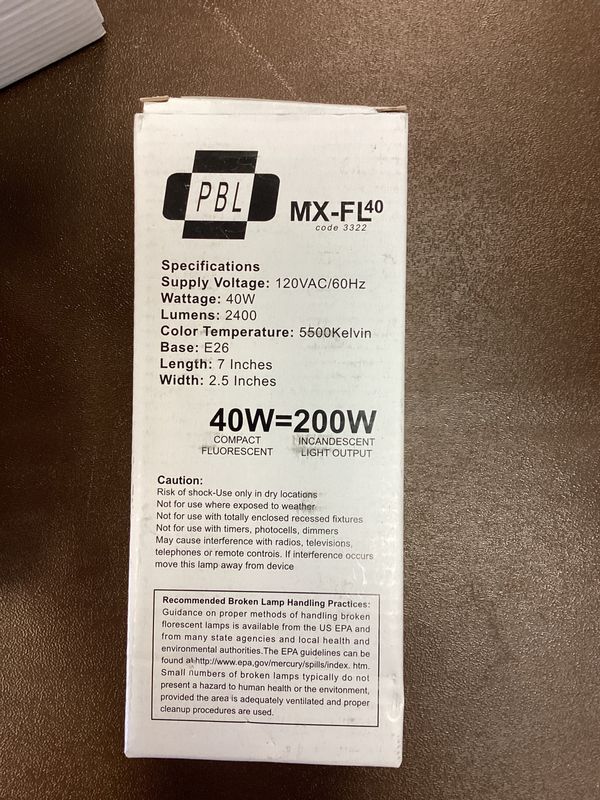 PBL
MX-FL40
code 3322
Specifications
Supply Voltage: 120VAC/60Hz
Wattage: 40W
Lumens: 2400
Color Temperature: 5500Kelvin
Base: E26
Length: 7 Inches
Width: 2.5 Inches
40W=200W
COMPACT INCANDESCENT
FLUORESCENT LIGHT OUTPUT
Caution:
Risk of shock-Use only in dry locations
Not for use where exposed to weather
Not for use with totally enclosed recessed fixtures
Not for use with timers, photocells, dimmers
May cause interference with radios, televisions,
telephones or remote controis. If interference occurs
move this lamp away from device
Recommended Broken Lamp Handling Practices:
Guidance on proper methods of handling broken
florescent lamps is available from the US EPA and
from many state agencies and local health and
environmental authorities.The EPA guidelines can be
found at http://www.epa.gov/mercury/spills/index. htm.
Small numbers of broken lamps typically do not
present a hazard to human health or the envitonment,
provided the area is adequately ventilated and proper
cleanup procedures are used.